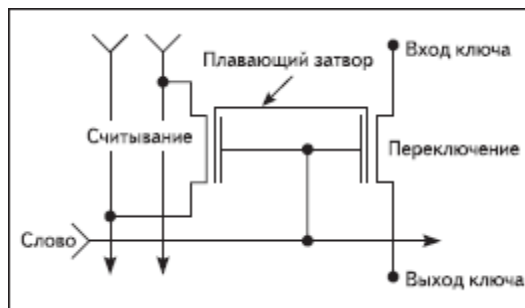 Вход ключа
Плавающий затвор
Считывание
Переключение
Слово
Выход ключа